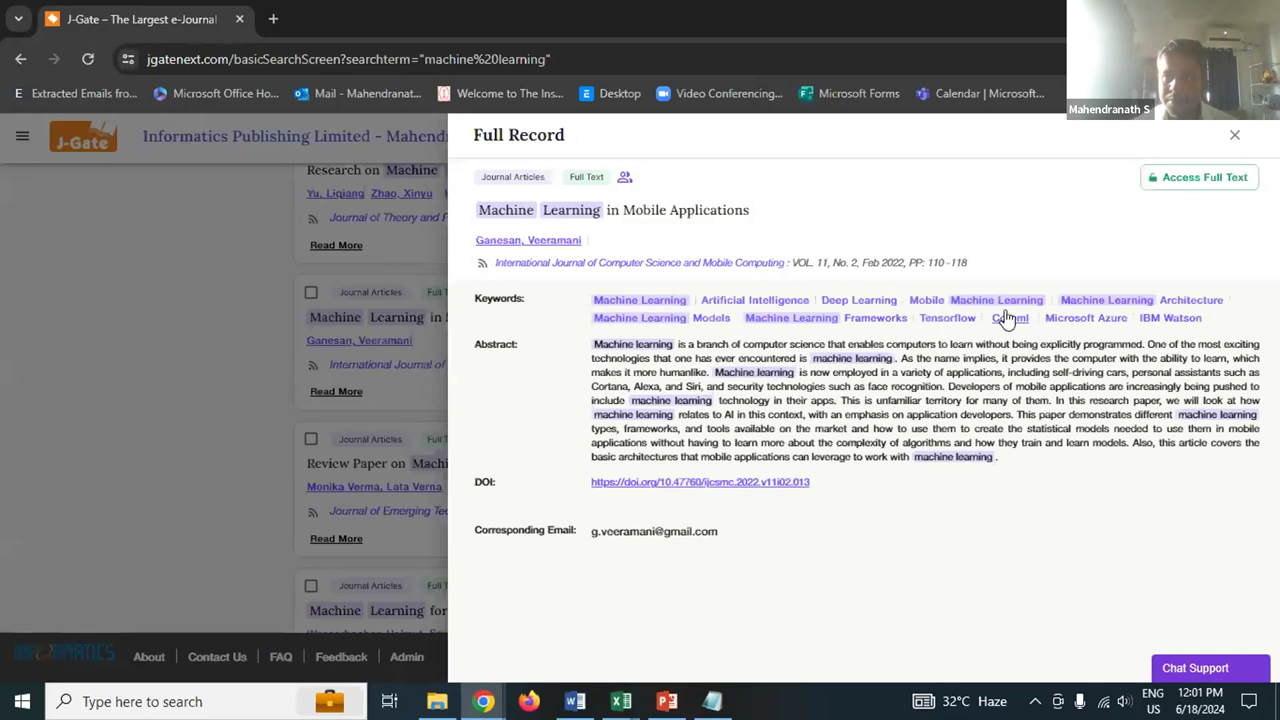 J-Gate – The Largest e-Journal
jgatenext.com/basicSearchScreen?searchterm="machine%20learning"
Extracted Emails fro... Microsoft Office Ho... Mail - Mahendranat... Welcome to The Ins... Desktop Video Conferencing... Microsoft Forms Calendar | Microsoft...
Mahendranath S
J-Gate
Informatics Publishing Limited - Mahend
Full Record
Research on Machine
Yu, Liqiang Zhao, Xinyu
Journal of Theory and P
Read More
Journal Articles Full T
Machine Learning in M
Ganesan, Veeramani
International Journal of
Read More
Journal Articles Full T
Review Paper on Machi
Monika Verma, Lata Verna
Journal of Emerging Te
Read More
Journal Articles Full T
Machine Learning for
Journal Articles Full Text
Access Full Text
Machine Learning in Mobile Applications
Ganesan, Veeramani
International Journal of Computer Science and Mobile Computing : VOL. 11, No. 2, Feb 2022, PP: 110 -118
Keywords: Machine Learning | Artificial Intelligence | Deep Learning | Mobile Machine Learning | Machine Learning Architecture
Machine Learning Models Machine Learning Frameworks | Tensorflow | Microsoft Azure | IBM Watson
Abstract: Machine learning is a branch of computer science that enables computers to learn without being explicitly programmed. One of the most exciting
technologies that one has ever encountered is machine learning . As the name implies, it provides the computer with the ability to learn, which
makes it more humanlike. Machine learning is now employed in a variety of applications, including self-driving cars, personal assistants such as
Cortana, Alexa, and Siri, and security technologies such as face recognition. Developers of mobile applications are increasingly being pushed to
include machine learning technology in their apps. This is unfamiliar territory for many of them. In this research paper, we will look at how
machine learning relates to AI in this context, with an emphasis on application developers. This paper demonstrates different machine learning
types, frameworks, and tools available on the market and how to use them to create the statistical models needed to use them in mobile
applications without having to learn more about the complexity of algorithms and how they train and learn models. Also, this article covers the
basic architectures that mobile applications can leverage to work with machine learning .
DOI: https://doi.org/10.47760/ijcsmc.2022.v11i02.013
Corresponding Email: g.veeramani@gmail.com
About | Contact Us | FAQ | Feedback | Admin
Chat Support
Type here to search
32°C Haze
ENG
US
12:01 PM
6/18/2024